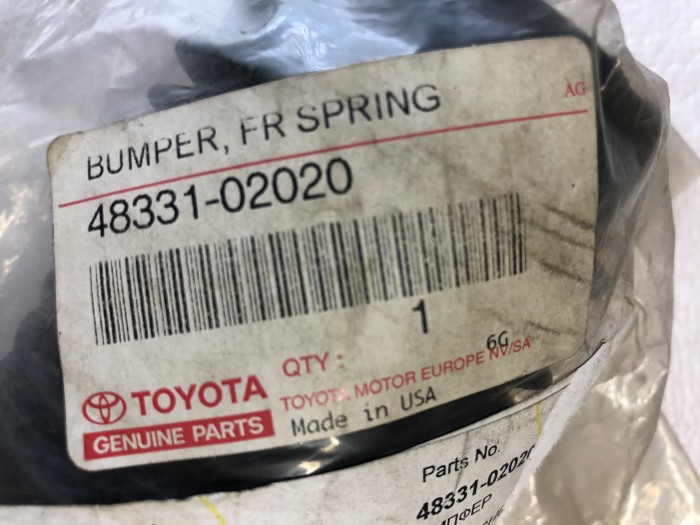 BUMPER, FR SPRING
AG
48331-02020
1
QTY :
6G
TOYOTA MOTOR EUROPE NV/SA
Made in USA
TOYOTA
GENUINE PARTS
Parts No.
48331-02020